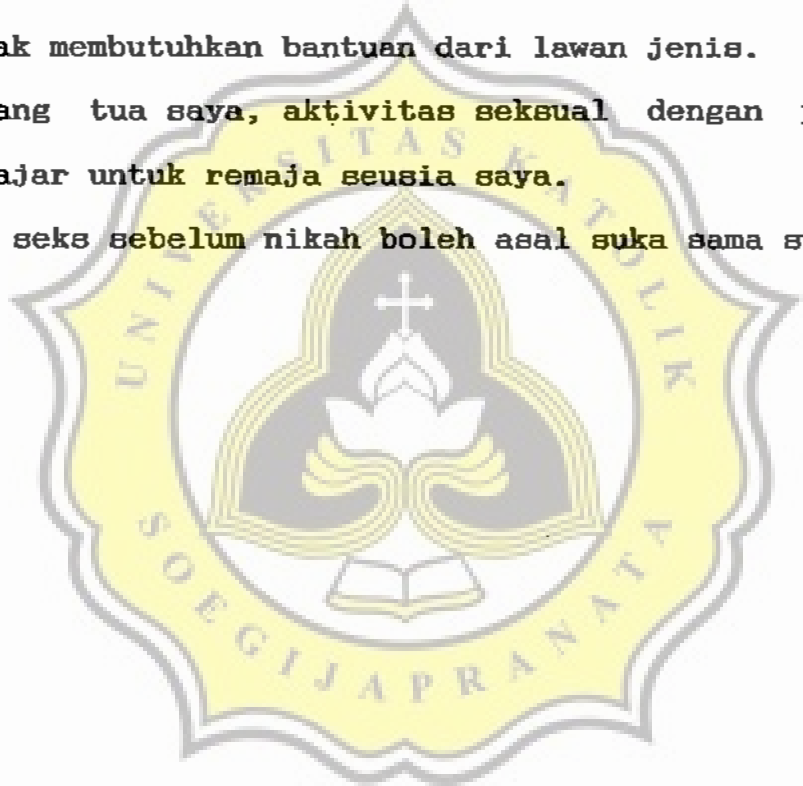 ak membutuhkan bantuan dari lawan jenis.
ang tua saya, aktivitas seksual dengan
ajar untuk remaja seusia saya.
seks sebelum nikah boleh asal suka sama s
UNIVERSITAS KATOLIK
SOEGIJAPRANATA